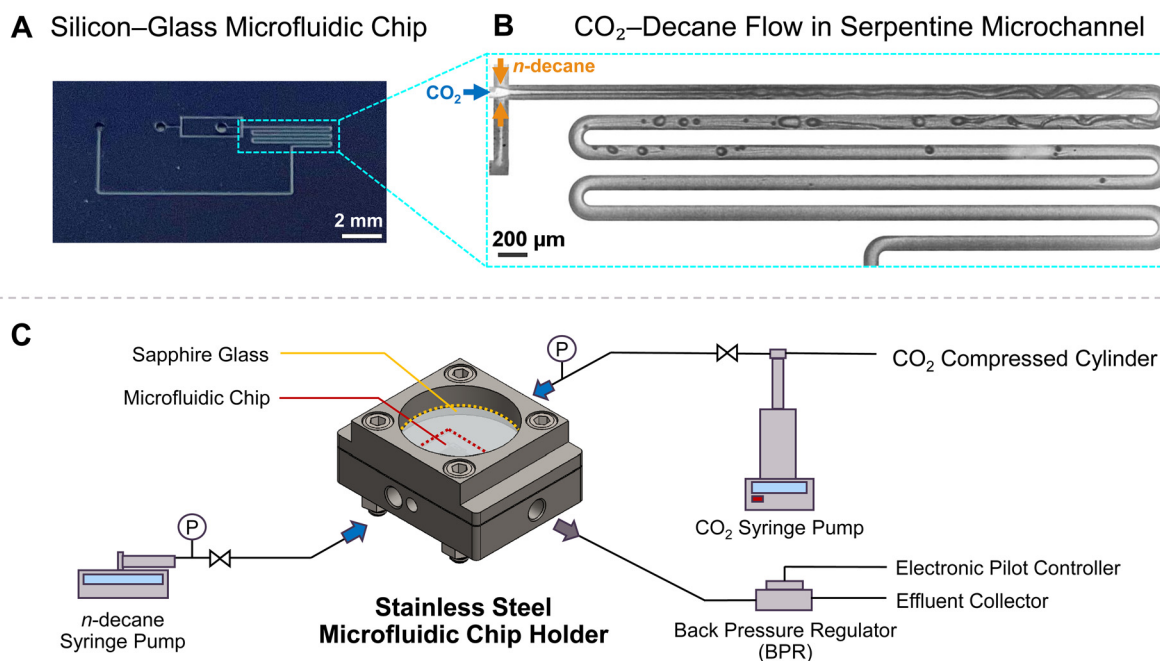 A Silicon–Glass Microfluidic Chip
2 mm
B CO₂–Decane Flow in Serpentine Microchannel
n-decane
CO₂
200 µm
C
Sapphire Glass
Microfluidic Chip
P
CO₂ Compressed Cylinder
CO₂ Syringe Pump
P
n-decane
Syringe Pump
Stainless Steel
Microfluidic Chip Holder
Electronic Pilot Controller
Effluent Collector
Back Pressure Regulator
(BPR)